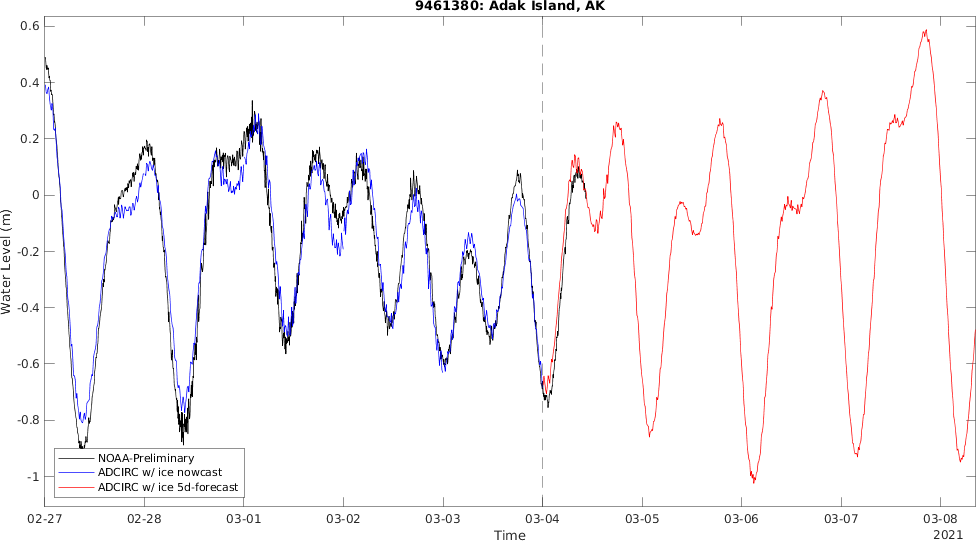 9461380: Adak Island, AK
Water Level (m)
0.6
0.4
0.2
0
-0.2
-0.4
-0.6
-0.8
-1
NOAA-Preliminary
ADCIRC w/ ice nowcast
ADCIRC w/ ice 5d-forecast
02-27 02-28 03-01 03-02 03-03 03-04 03-05 03-06 03-07 03-08
Time
2021